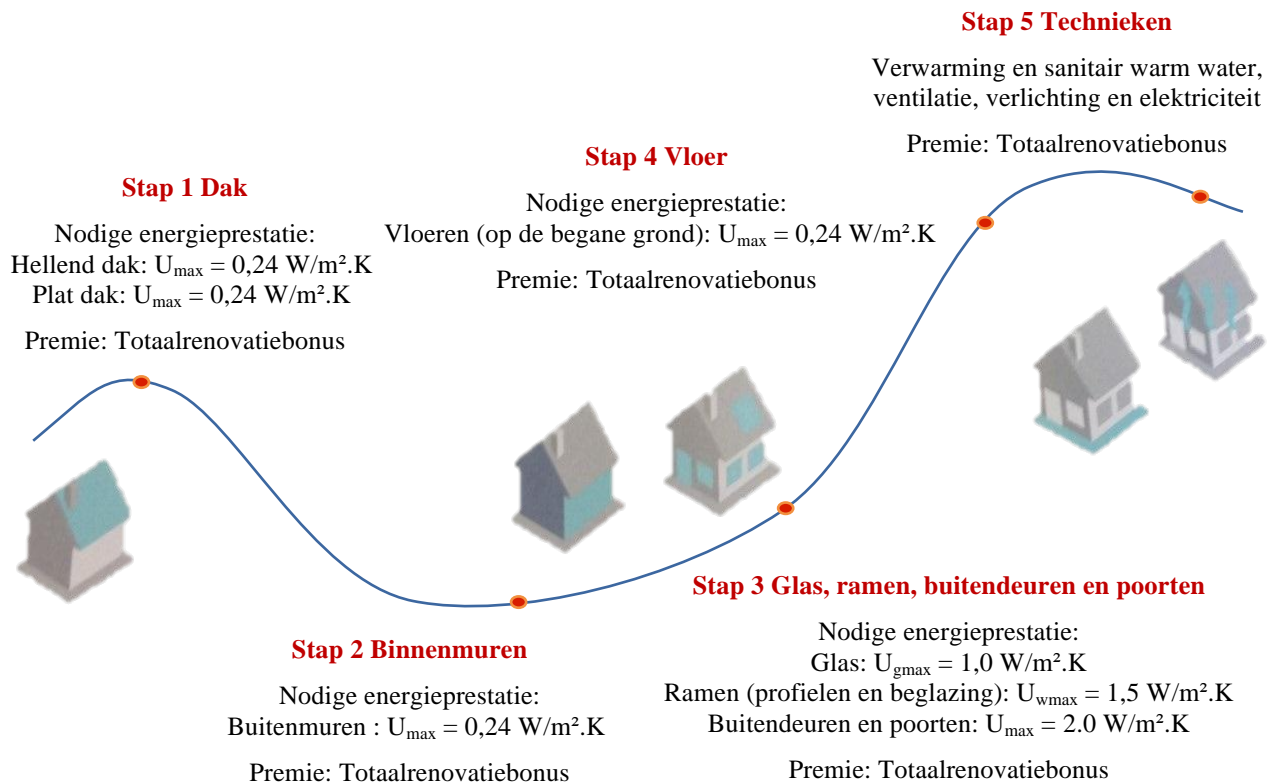 Stap 1 Dak
Nodige energieprestatie:
Hellend dak: Umax = 0,24 W/m².K
Plat dak: Umax = 0,24 W/m².K
Premie: Totaalrenovatiebonus
Stap 2 Binnenmuren
Nodige energieprestatie:
Buitenmuren : Umax = 0,24 W/m².K
Premie: Totaalrenovatiebonus
Stap 3 Glas, ramen, buitendeuren en poorten
Nodige energieprestatie:
Glas: Ugmax = 1,0 W/m².K
Ramen (profielen en beglazing): Uwmax = 1,5 W/m².K
Buitendeuren en poorten: Umax = 2.0 W/m².K
Premie: Totaalrenovatiebonus
Stap 4 Vloer
Nodige energieprestatie:
Vloeren (op de begane grond): Umax = 0,24 W/m².K
Premie: Totaalrenovatiebonus
Stap 5 Technieken
Verwarming en sanitair warm water,
ventilatie, verlichting en elektriciteit
Premie: Totaalrenovatiebonus